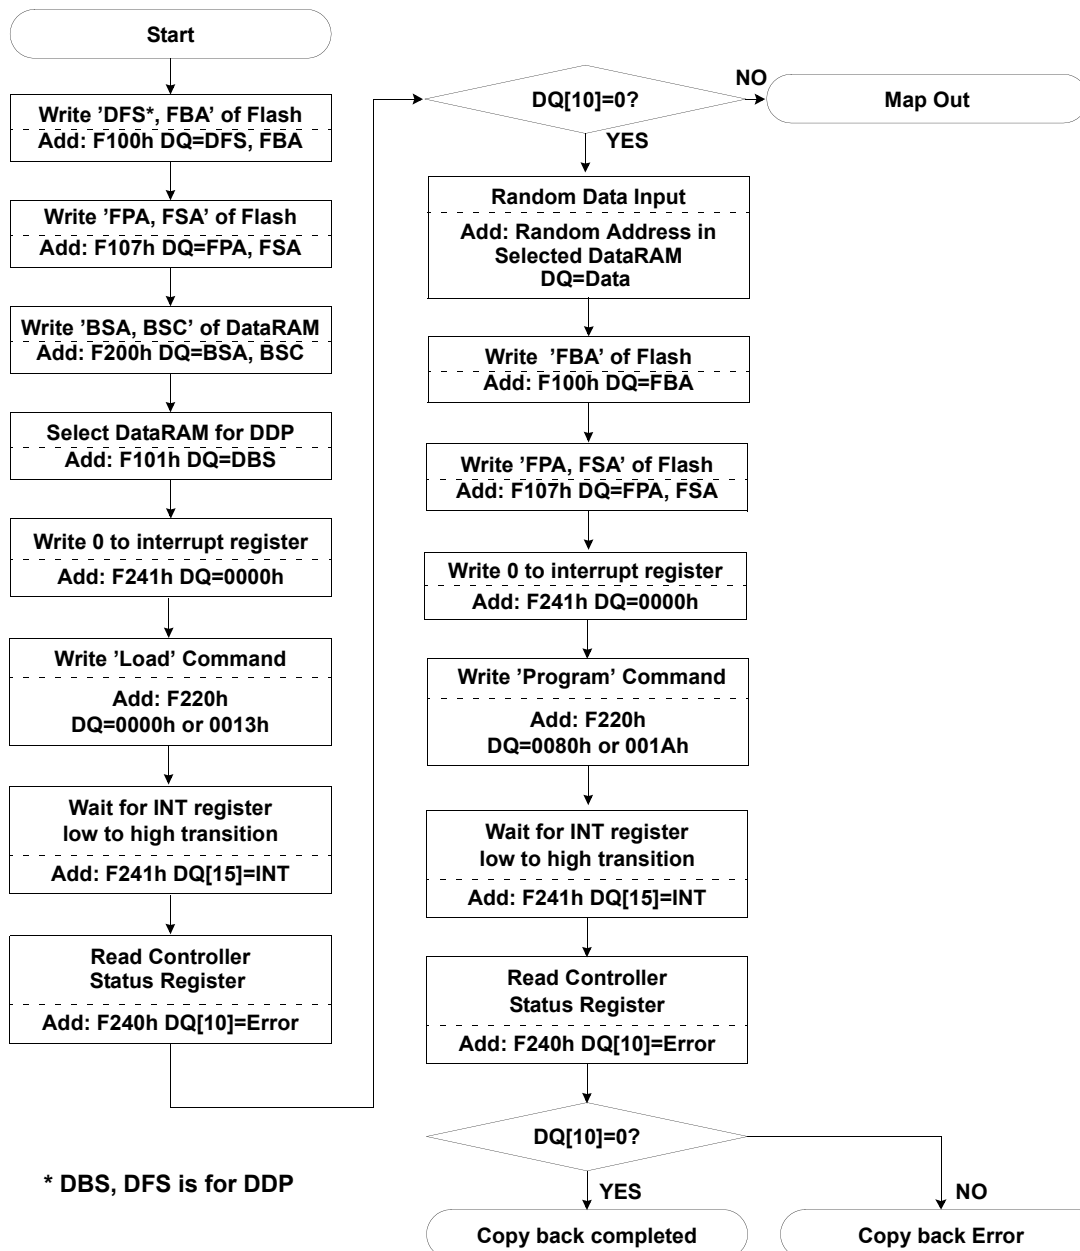 Start
Write 'DFS*, FBA' of Flash
Add: F100h DQ=DFS, FBA
Write ’FPA, FSA’ of Flash
Add: F107h DQ=FPA, FSA
Write ’BSA, BSC’ of DataRAM
Add: F200h DQ=BSA, BSC
Select DataRAM for DDP
Add: F101h DQ=DBS
Write 0 to interrupt register
Add: F241h DQ=0000h
Write ’Load’ Command
Add: F220h
DQ=0000h or 0013h
Wait for INT register
low to high transition
Add: F241h DQ[15]=INT
Read Controller
Status Register
Add: F240h DQ[10]=Error
DQ[10]=0?
NO
Map Out
YES
Random Data Input
Add: Random Address in
Selected DataRAM
DQ=Data
Write ’FBA’ of Flash
Add: F100h DQ=FBA
Write ’FPA, FSA’ of Flash
Add: F107h DQ=FPA, FSA
Write 0 to interrupt register
Add: F241h DQ=0000h
Write ’Program’ Command
Add: F220h
DQ=0080h or 001Ah
Wait for INT register
low to high transition
Add: F241h DQ[15]=INT
Read Controller
Status Register
Add: F240h DQ[10]=Error
DQ[10]=0?
YES
NO
Copy back completed
Copy back Error
* DBS, DFS is for DDP